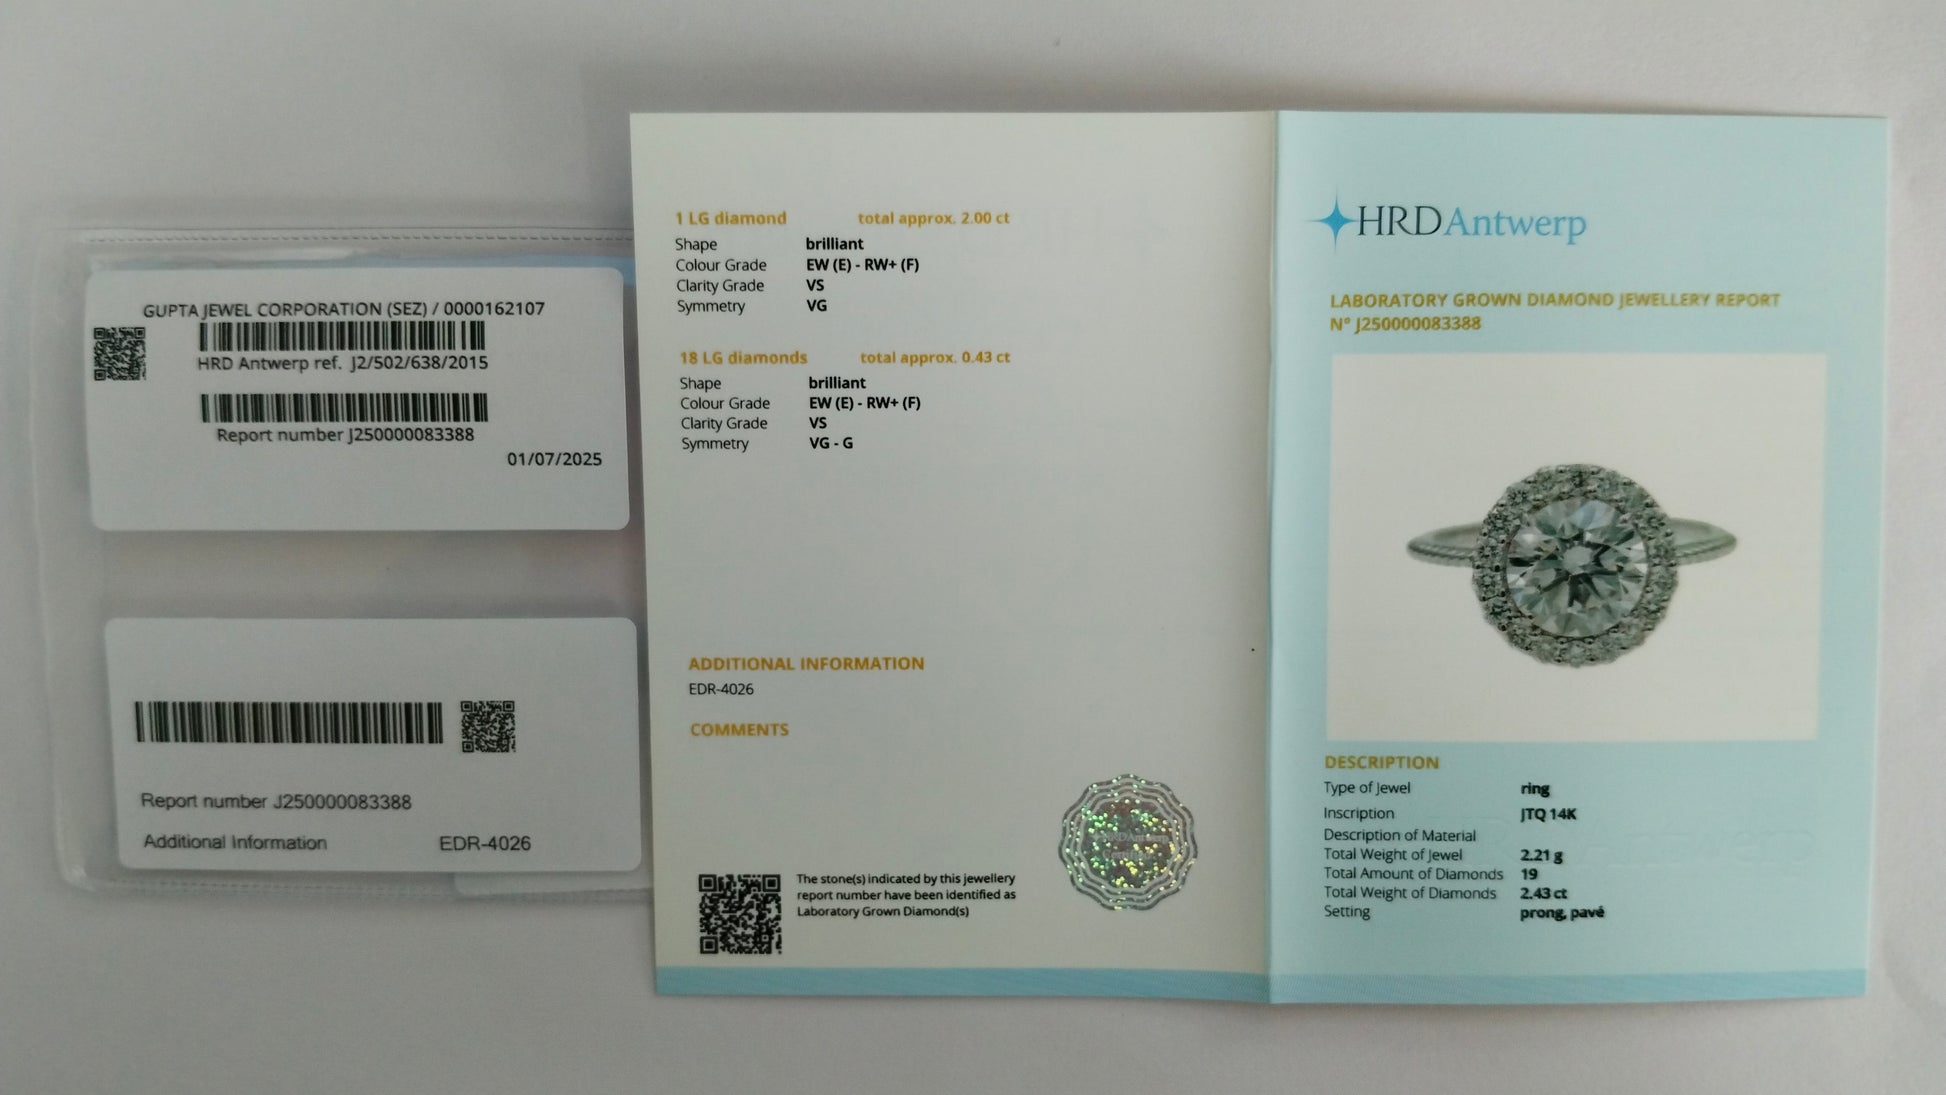 GUPTA JEWEL CORPORATION (SEZ) / 0000162107
HRD Antwerp ref. J2/502/638/2015
Report number J250000083388
01/07/2025
Report number J250000083388
Additional Information EDR-4026
1 LG diamond total approx. 2.00 ct
Shape brilliant
Colour Grade EW (E) - RW+ (F)
Clarity Grade VS
Symmetry VG
18 LG diamonds total approx. 0.43 ct
Shape brilliant
Colour Grade EW (E) - RW+ (F)
Clarity Grade VS
Symmetry VG - G
ADDITIONAL INFORMATION
EDR-4026
COMMENTS
The stone(s) indicated by this jewellery
report number have been identified as
Laboratory Grown Diamond(s)
HRD Antwerp
LABORATORY GROWN DIAMOND JEWELLERY REPORT
N° J250000083388
DESCRIPTION
Type of Jewel ring
Inscription JTQ 14K
Description of Material
Total Weight of Jewel 2.21 g
Total Amount of Diamonds 19
Total Weight of Diamonds 2.43 ct
Setting prong, pavé